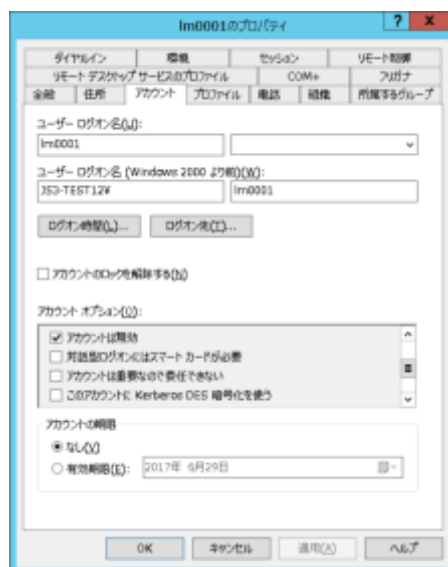 lm0001のプロパティ
? X
ダイヤルイン 環境 セッション リモート制御
リモート デスクトップ サービスのプロファイル COM+ フリガナ
全般 住所 アカウント プロファイル 電話 組織 所属するグループ
ユーザー ログオン名(U):
lm0001
ユーザー ログオン名 (Windows 2000 より前)(W):
JS3-TEST12¥ lm0001
ログオン時間(L)... ログオン先(T)...
アカウントのロックを解除する(N)
アカウント オプション(O):
アカウントは無効
対話型ログオンにはスマート カードが必要
アカウントは重要なので委任できない
このアカウントに Kerberos DES 暗号化を使う
アカウントの期限
なし(V)
有効期限(E): 2017年 6月29日
OK キャンセル 適用(A) ヘルプ